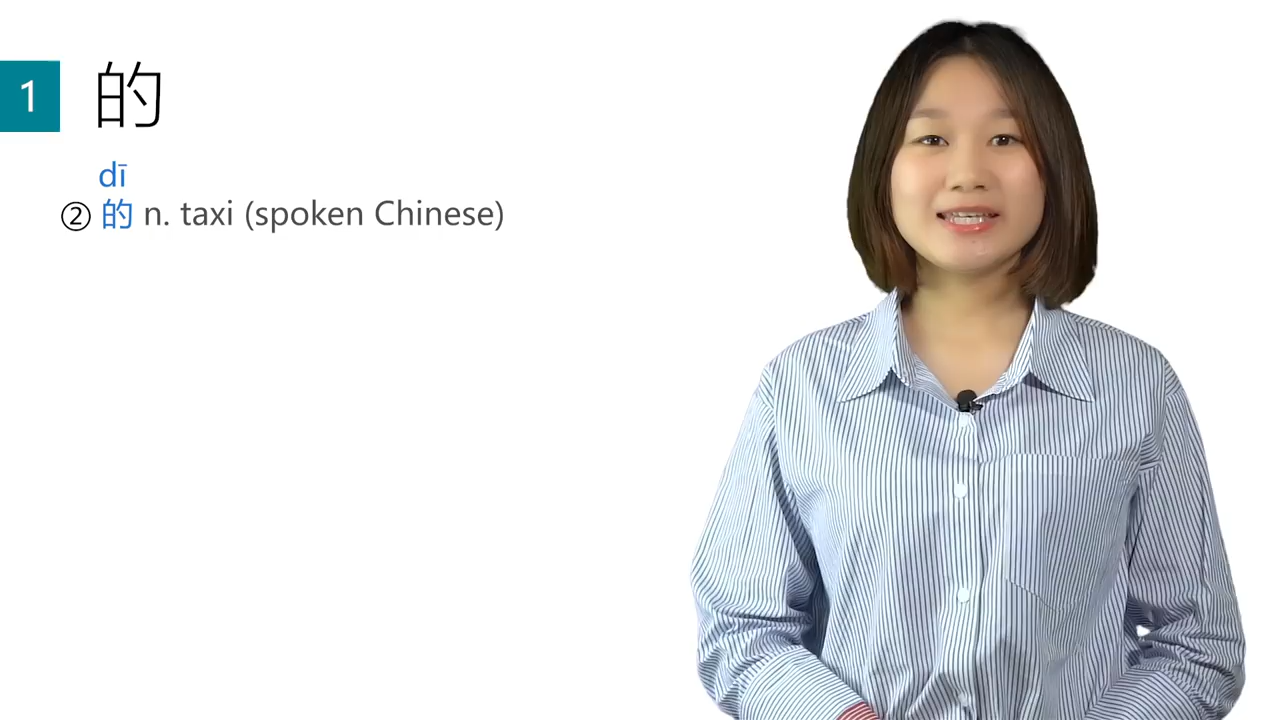 1 的
dī
② 的 n. taxi (spoken Chinese)